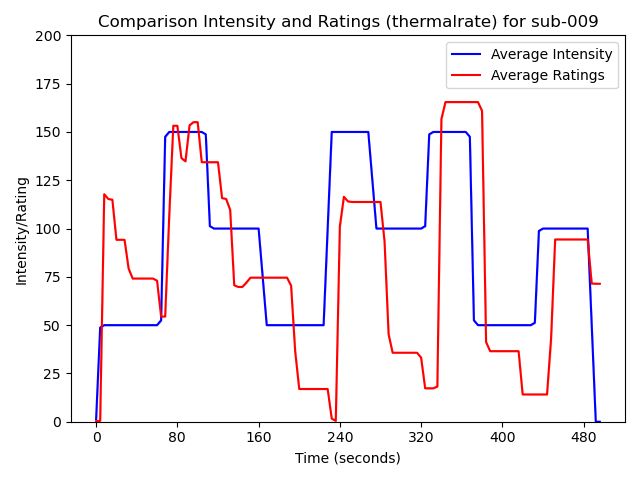 Comparison Intensity and Ratings (thermalrate) for sub-009
200
175
150
125
100
75
50
25
0
Intensity/Rating
Average Intensity
Average Ratings
0 80 160 240 320 400 480
Time (seconds)